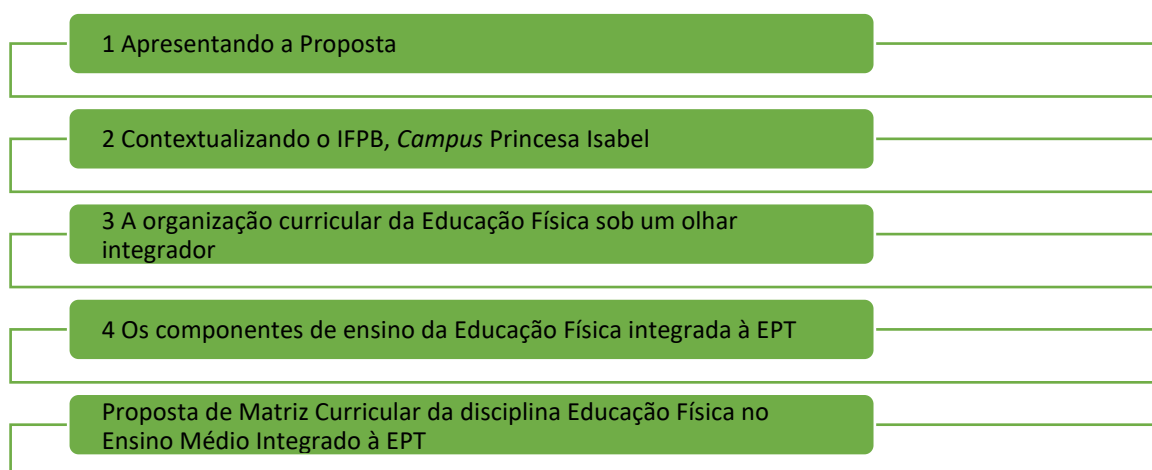 1 Apresentando a Proposta
2 Contextualizando o IFPB, Campus Princesa Isabel
3 A organização curricular da Educação Física sob um olhar
integrador
4 Os componentes de ensino da Educação Física integrada à EPT
Proposta de Matriz Curricular da disciplina Educação Física no
Ensino Médio Integrado à EPT